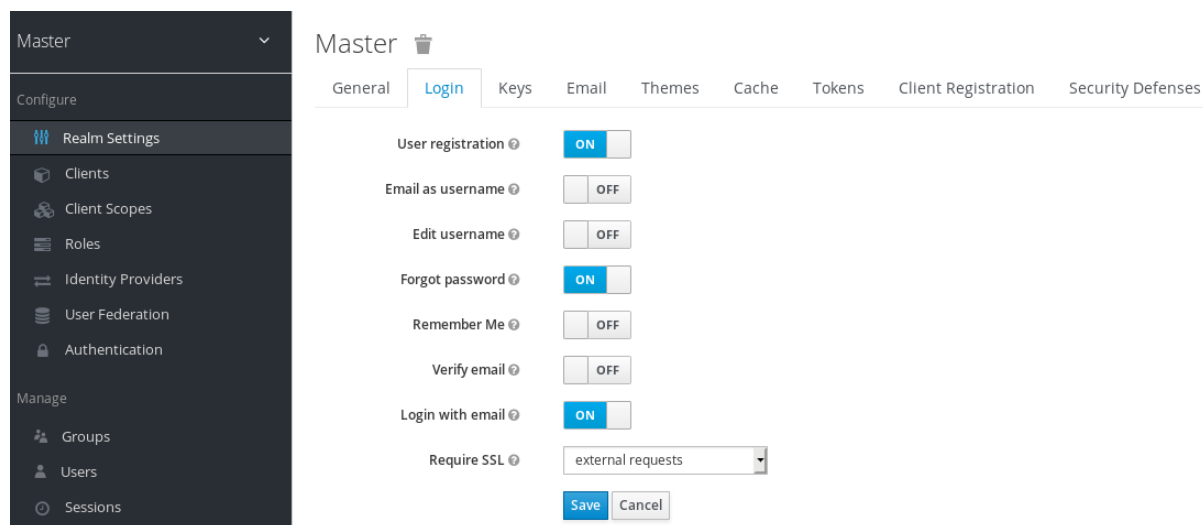 Master
Configure
Realm Settings
Clients
Client Scopes
Roles
Identity Providers
User Federation
Authentication
Manage
Groups
Users
Sessions
Master
General Login Keys Email Themes Cache Tokens Client Registration Security Defenses
User registration ON
Email as username OFF
Edit username OFF
Forgot password ON
Remember Me OFF
Verify email OFF
Login with email ON
Require SSL external requests
Save Cancel